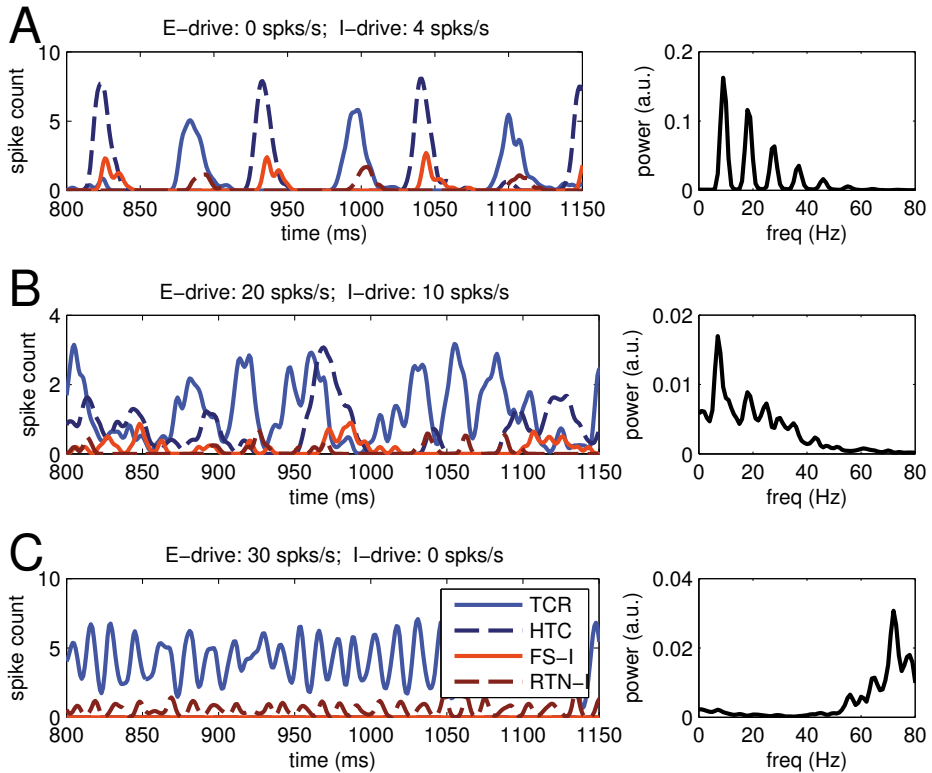 A
E−drive: 0 spks/s; I−drive: 4 spks/s
10
5
0
spike count
800 850 900 950 1000 1050 1100 1150
time (ms)
0.2
0.1
0
power (a.u.)
0 20 40 60 80
freq (Hz)
B
E−drive: 20 spks/s; I−drive: 10 spks/s
4
2
0
spike count
800 850 900 950 1000 1050 1100 1150
time (ms)
0.02
0.01
0
power (a.u.)
0 20 40 60 80
freq (Hz)
C
E−drive: 30 spks/s; I−drive: 0 spks/s
10
5
0
spike count
TCR
HTC
FS−I
RTN−I
800 850 900 950 1000 1050 1100 1150
time (ms)
0.04
0.02
0
power (a.u.)
0 20 40 60 80
freq (Hz)